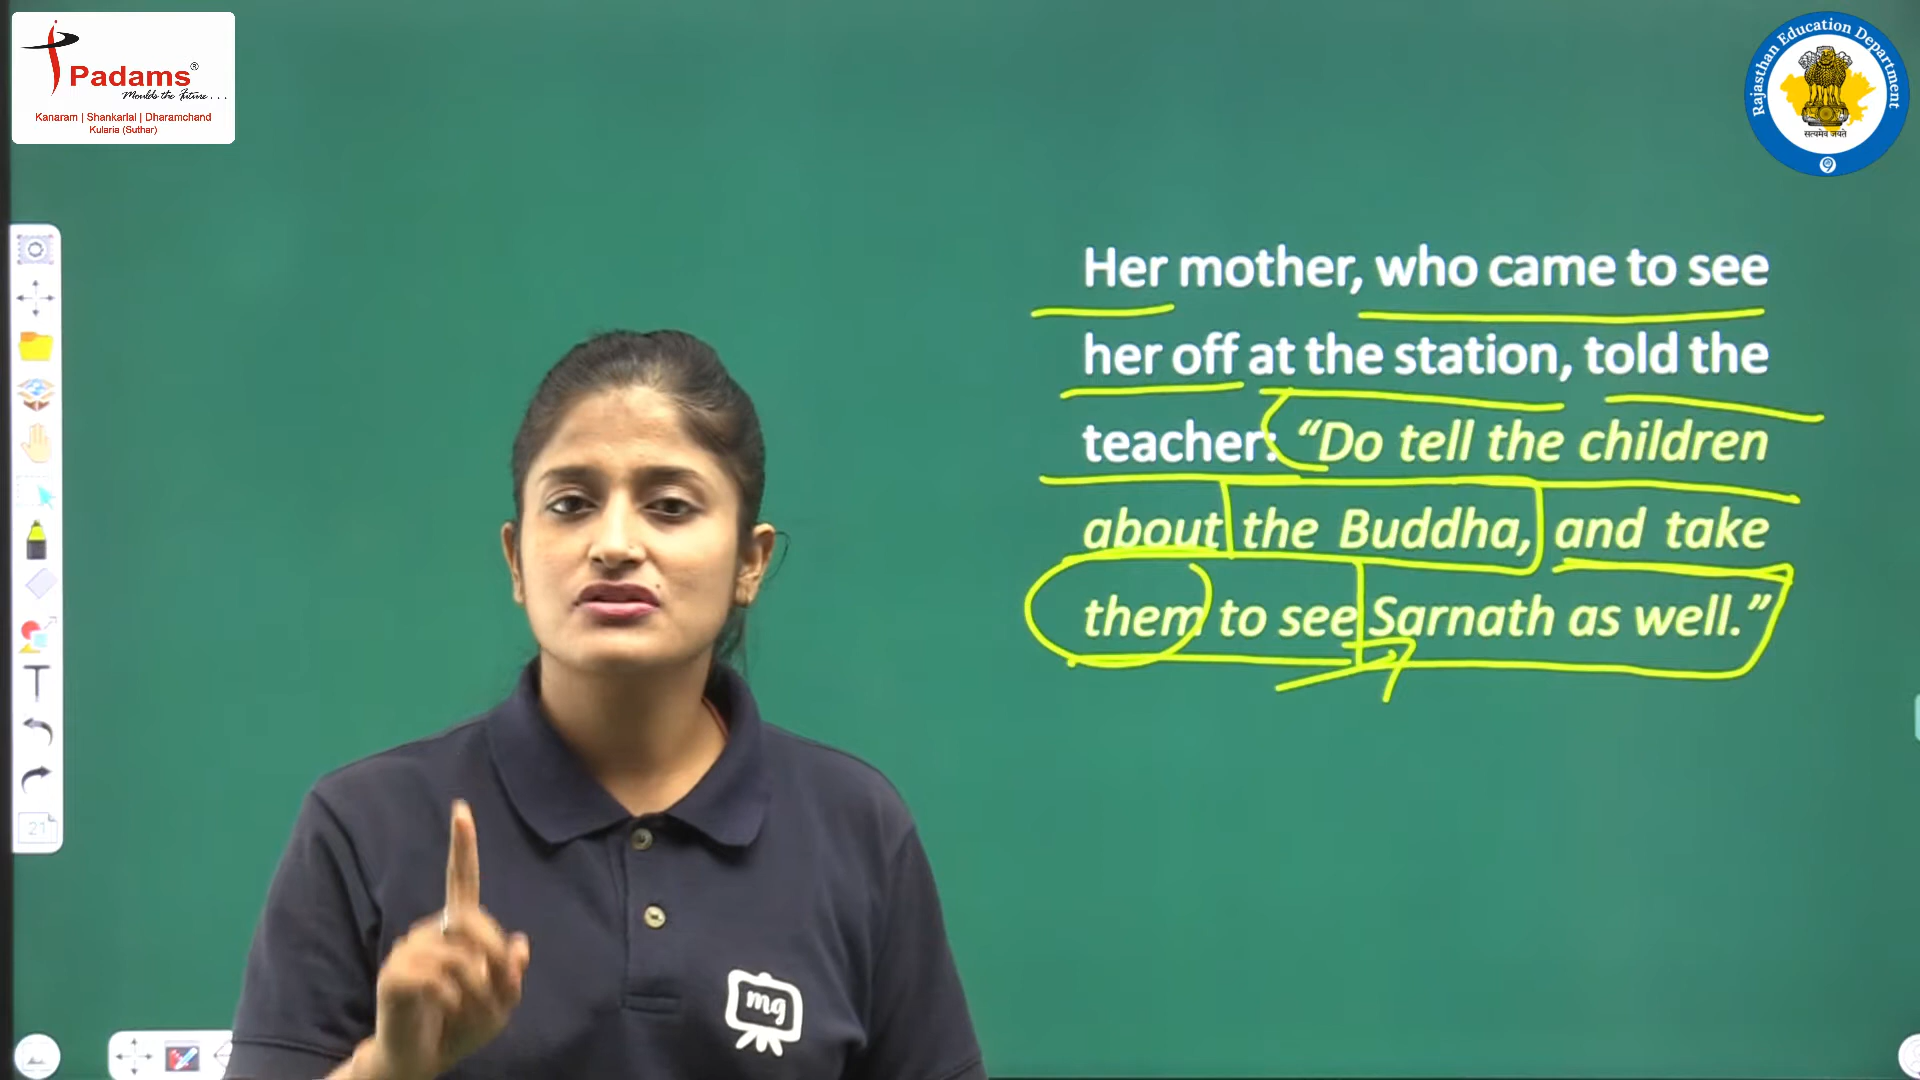 Padams®
Moulds the Future...
Kanaram | Shankarlal | Dharamchand
Kularia (Suthar)
Rajasthan Education Department
सत्यमेव जयते
Her mother, who came to see
her off at the station, told the
teacher: “Do tell the children
about the Buddha, and take
them to see Sarnath as well.”
T
21
mg